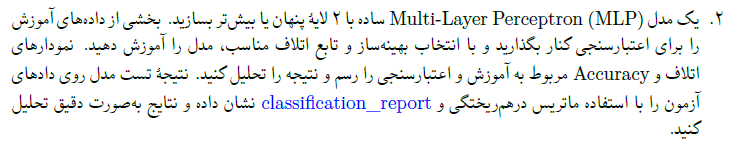 ۲. یک مدل Multi-Layer Perceptron (MLP) ساده با ۲ لایهٔ پنهان یا بیش‌تر بسازید. بخشی از داده‌های آموزش
را برای اعتبارسنجی کنار بگذارید و با انتخاب بهینه‌ساز و تابع اتلاف مناسب، مدل را آموزش دهید. نمودارهای
اتلاف و Accuracy مربوط به آموزش و اعتبارسنجی را رسم و نتیجه را تحلیل کنید. نتیجهٔ تست مدل روی دادهای
آزمون را با استفاده ماتریس درهم‌ریختگی و classification_report نشان داده و نتایج به‌صورت دقیق تحلیل
کنید.